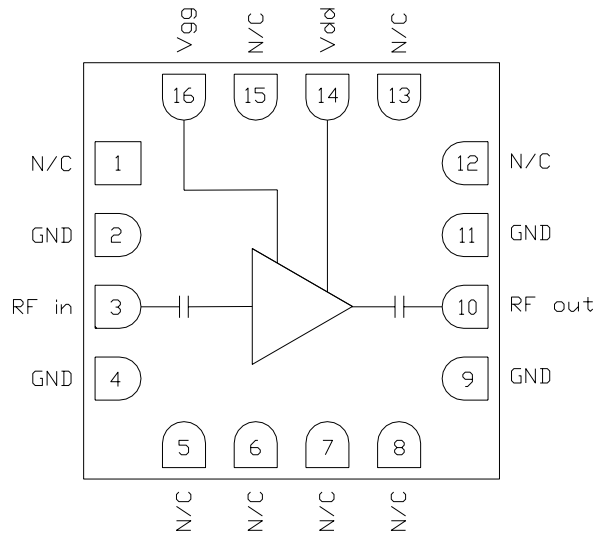 Vgg N/C Vdd N/C
16 15 14 13
N/C 1 12 N/C
GND 2 11 GND
RF in 3 10 RF out
GND 4 9 GND
5 6 7 8
N/C N/C N/C N/C